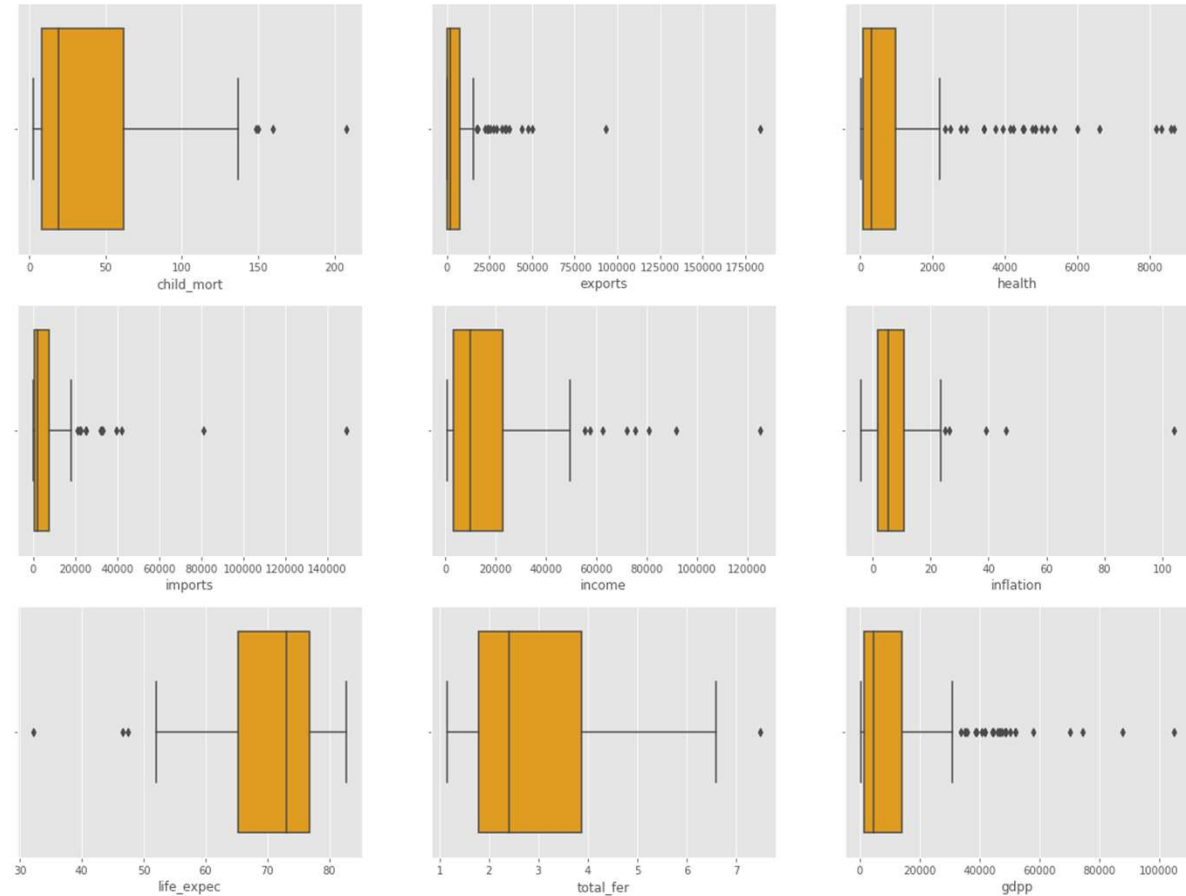 0 50 100 150 200
child_mort
0 25000 50000 75000 100000 125000 150000 175000
exports
0 2000 4000 6000 8000
health
0 20000 40000 60000 80000 100000 120000 140000
imports
0 20000 40000 60000 80000 100000 120000
income
0 20 40 60 80 100
inflation
30 40 50 60 70 80
life_expec
1 2 3 4 5 6 7
total_fer
0 20000 40000 60000 80000 100000
gdpp